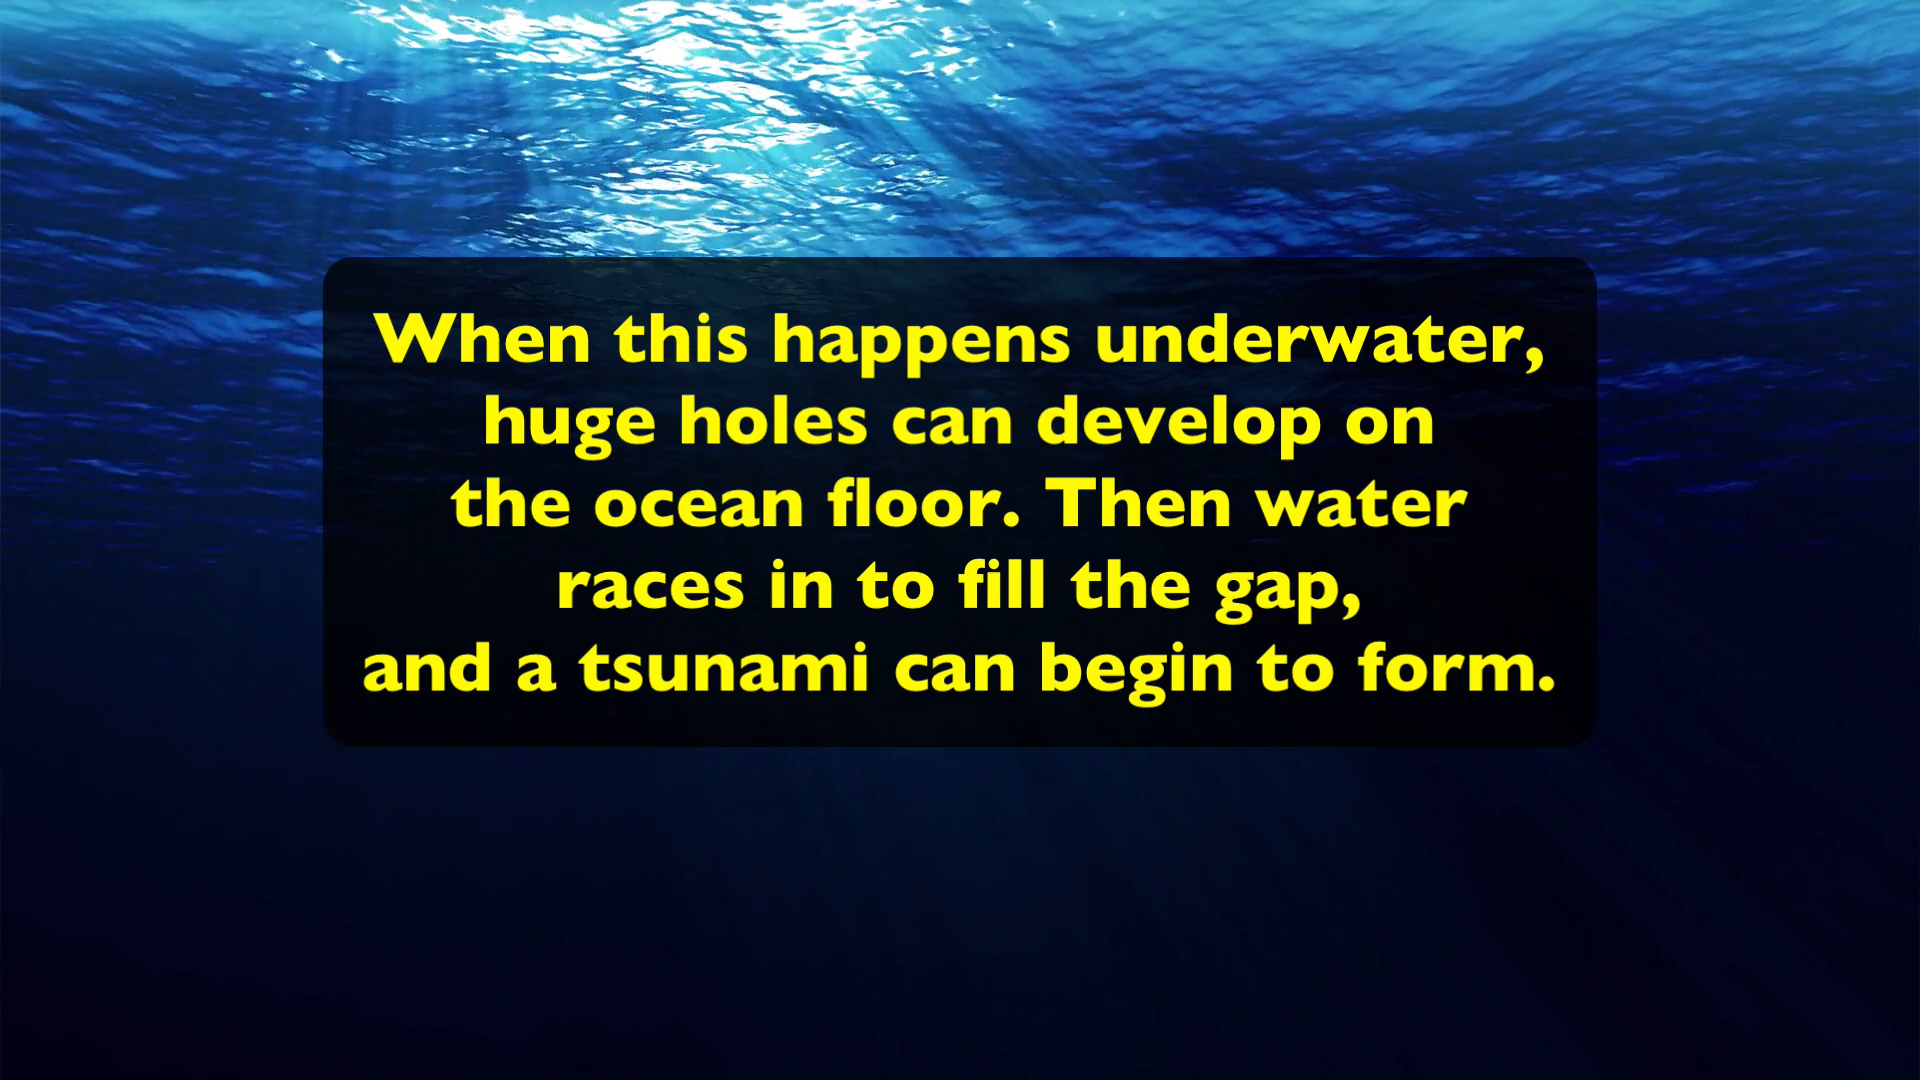 When this happens underwater,
huge holes can develop on
the ocean floor. Then water
races in to fill the gap,
and a tsunami can begin to form.